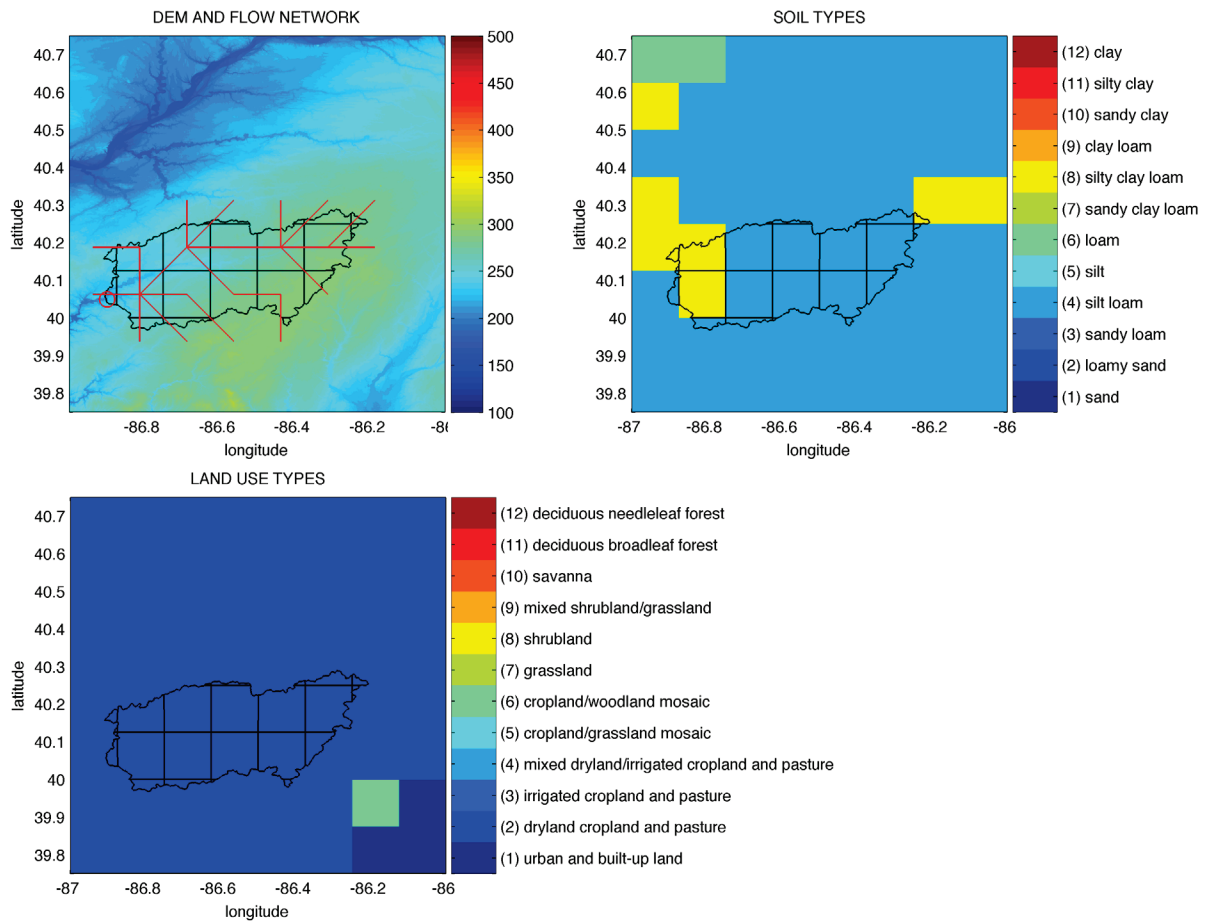 DEM AND FLOW NETWORK
latitude
40.7
40.6
40.5
40.4
40.3
40.2
40.1
40
39.9
39.8
-86.8
-86.6
-86.4
-86.2
-86
longitude
500
450
400
350
300
250
200
150
100
SOIL TYPES
latitude
40.7
40.6
40.5
40.4
40.3
40.2
40.1
40
39.9
39.8
-87
-86.8
-86.6
-86.4
-86.2
-86
longitude
(12) clay
(11) silty clay
(10) sandy clay
(9) clay loam
(8) silty clay loam
(7) sandy clay loam
(6) loam
(5) silt
(4) silt loam
(3) sandy loam
(2) loamy sand
(1) sand
LAND USE TYPES
latitude
40.7
40.6
40.5
40.4
40.3
40.2
40.1
40
39.9
39.8
-87
-86.8
-86.6
-86.4
-86.2
-86
longitude
(12) deciduous needleleaf forest
(11) deciduous broadleaf forest
(10) savanna
(9) mixed shrubland/grassland
(8) shrubland
(7) grassland
(6) cropland/woodland mosaic
(5) cropland/grassland mosaic
(4) mixed dryland/irrigated cropland and pasture
(3) irrigated cropland and pasture
(2) dryland cropland and pasture
(1) urban and built-up land